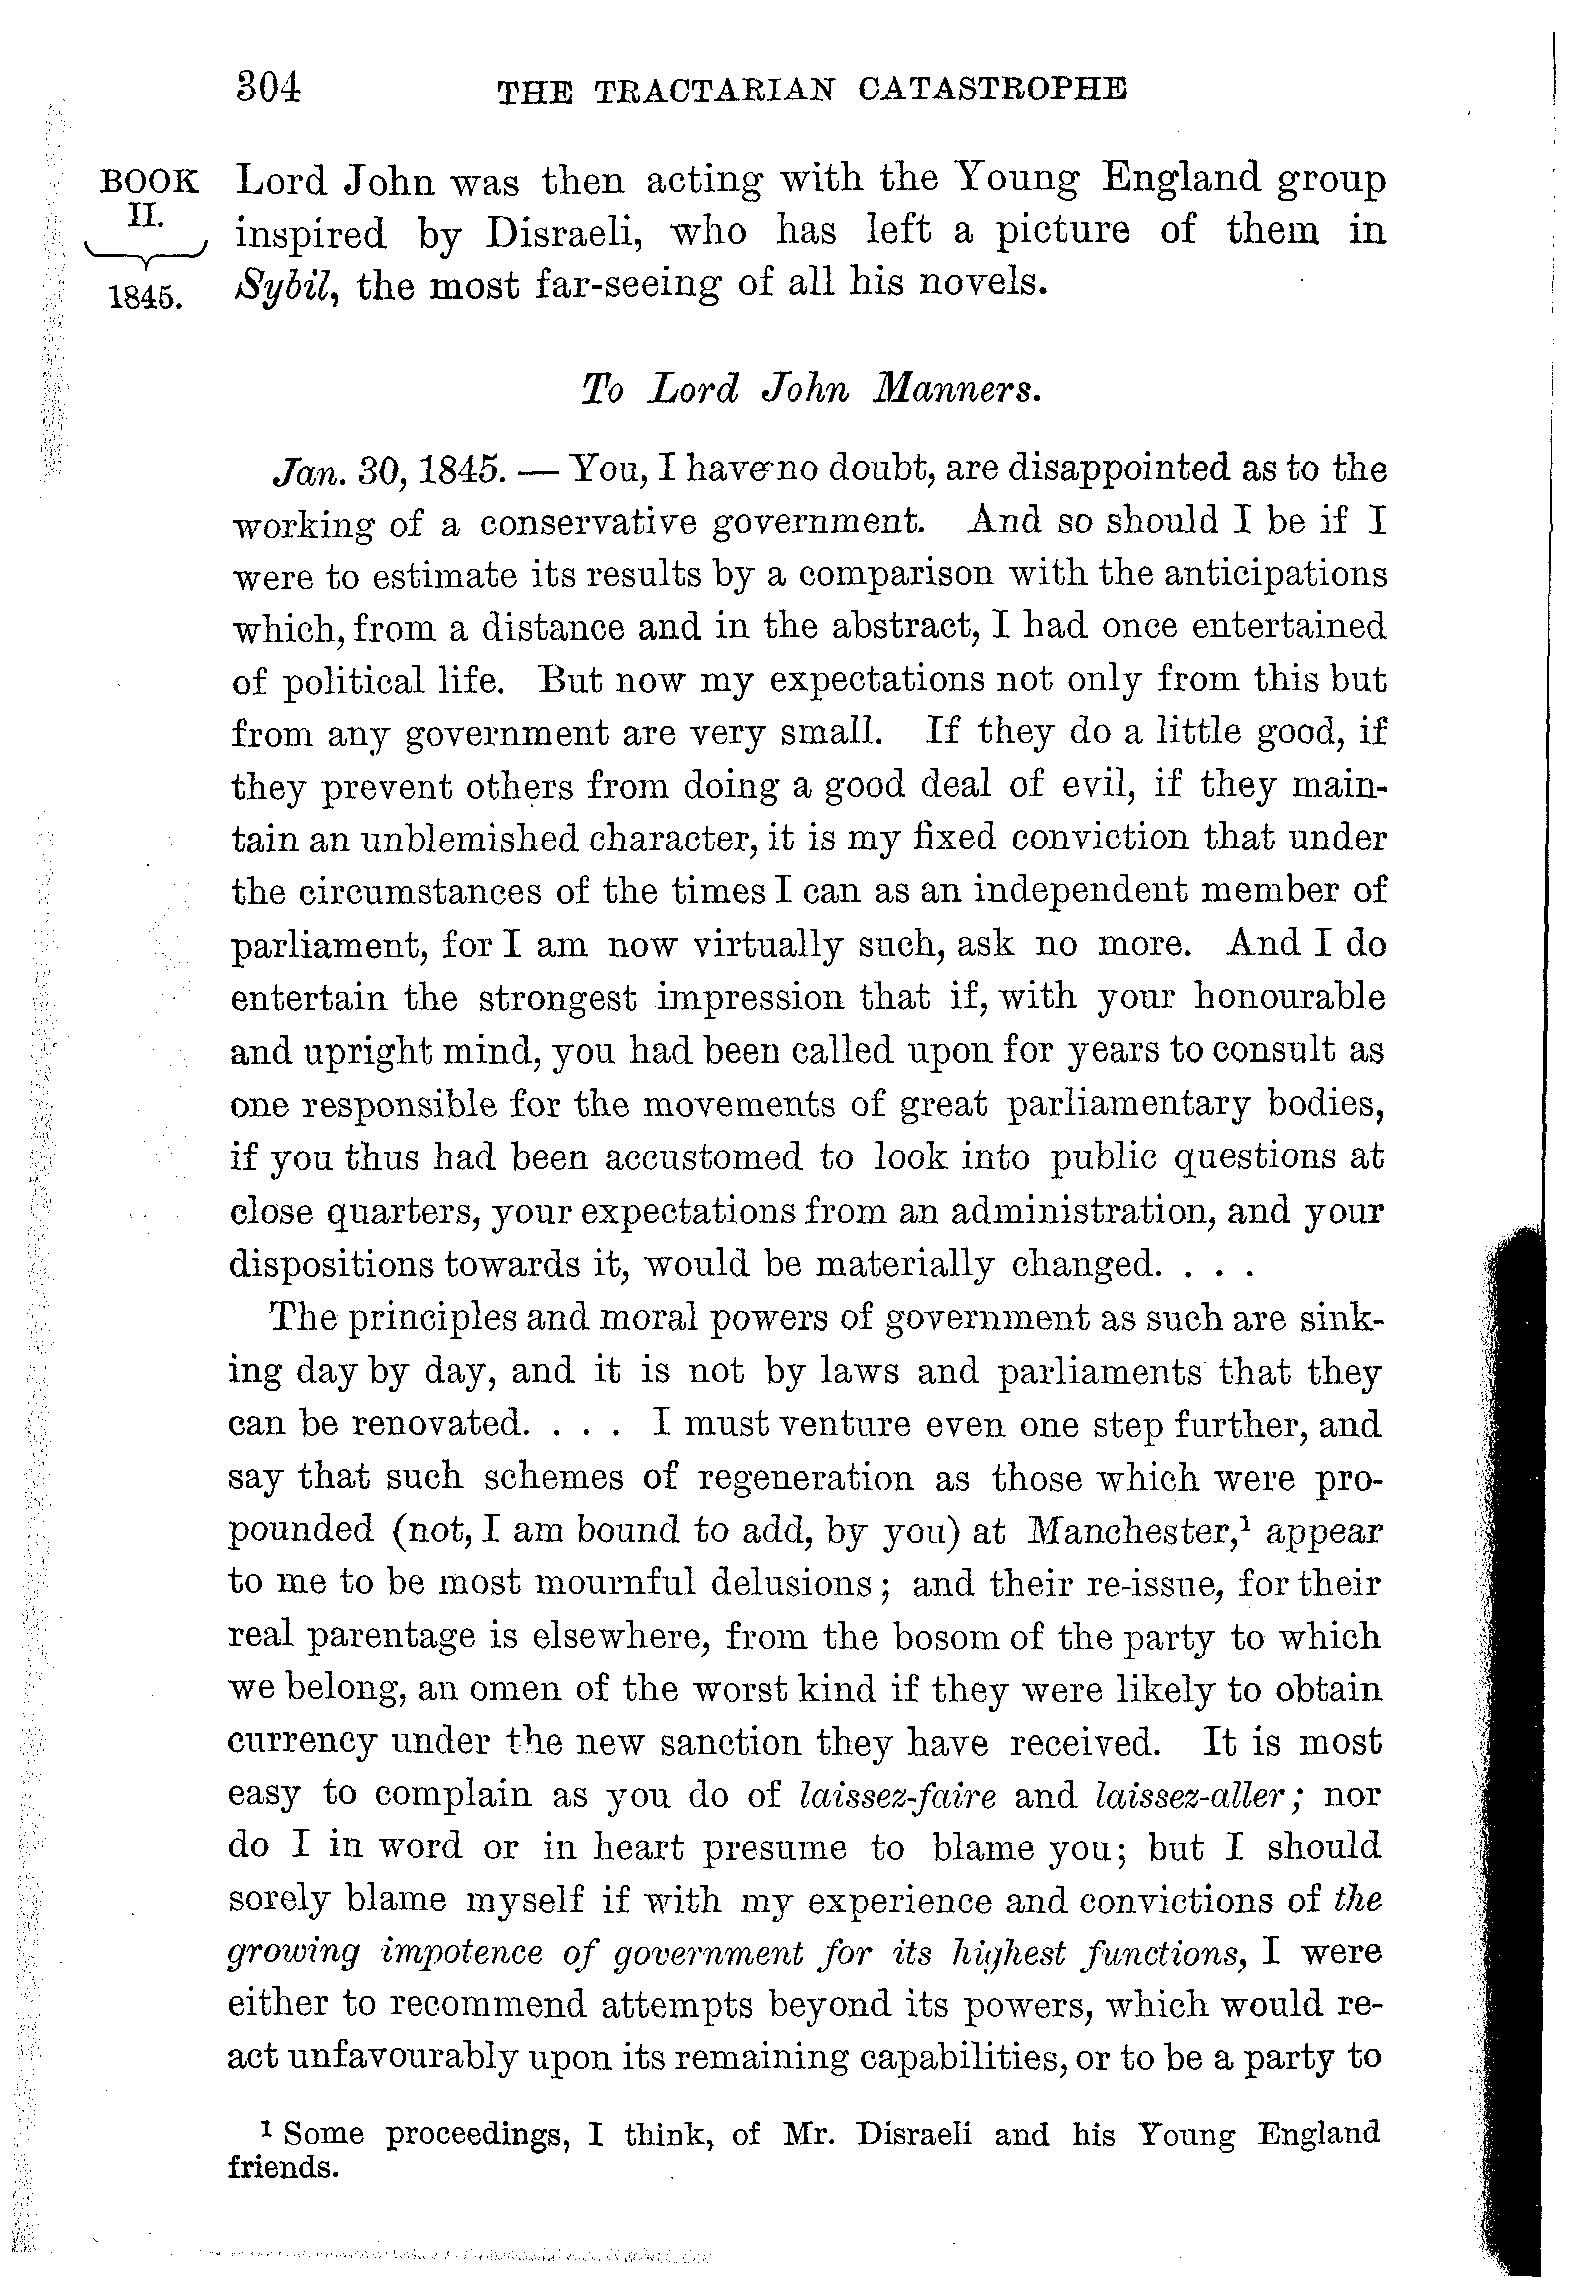 304 THE TRACTARIAN CATASTROPHE
BOOK
II.
1845.
Lord John was then acting with the Young England group
inspired by Disraeli, who has left a picture of them in
Sybil, the most far-seeing of all his novels.
To Lord John Manners.
Jan. 30, 1845. — You, I have no doubt, are disappointed as to the
working of a conservative government. And so should I be if I
were to estimate its results by a comparison with the anticipations
which, from a distance and in the abstract, I had once entertained
of political life. But now my expectations not only from this but
from any government are very small. If they do a little good, if
they prevent others from doing a good deal of evil, if they main-
tain an unblemished character, it is my fixed conviction that under
the circumstances of the times I can as an independent member of
parliament, for I am now virtually such, ask no more. And I do
entertain the strongest impression that if, with your honourable
and upright mind, you had been called upon for years to consult as
one responsible for the movements of great parliamentary bodies,
if you thus had been accustomed to look into public questions at
close quarters, your expectations from an administration, and your
dispositions towards it, would be materially changed. . . .
The principles and moral powers of government as such are sink-
ing day by day, and it is not by laws and parliaments that they
can be renovated. . . . I must venture even one step further, and
say that such schemes of regeneration as those which were pro-
pounded (not, I am bound to add, by you) at Manchester,¹ appear
to me to be most mournful delusions; and their re-issue, for their
real parentage is elsewhere, from the bosom of the party to which
we belong, an omen of the worst kind if they were likely to obtain
currency under the new sanction they have received. It is most
easy to complain as you do of laissez-faire and laissez-aller; nor
do I in word or in heart presume to blame you; but I should
sorely blame myself if with my experience and convictions of the
growing impotence of government for its highest functions, I were
either to recommend attempts beyond its powers, which would re-
act unfavourably upon its remaining capabilities, or to be a party to
¹ Some proceedings, I think, of Mr. Disraeli and his Young England
friends.